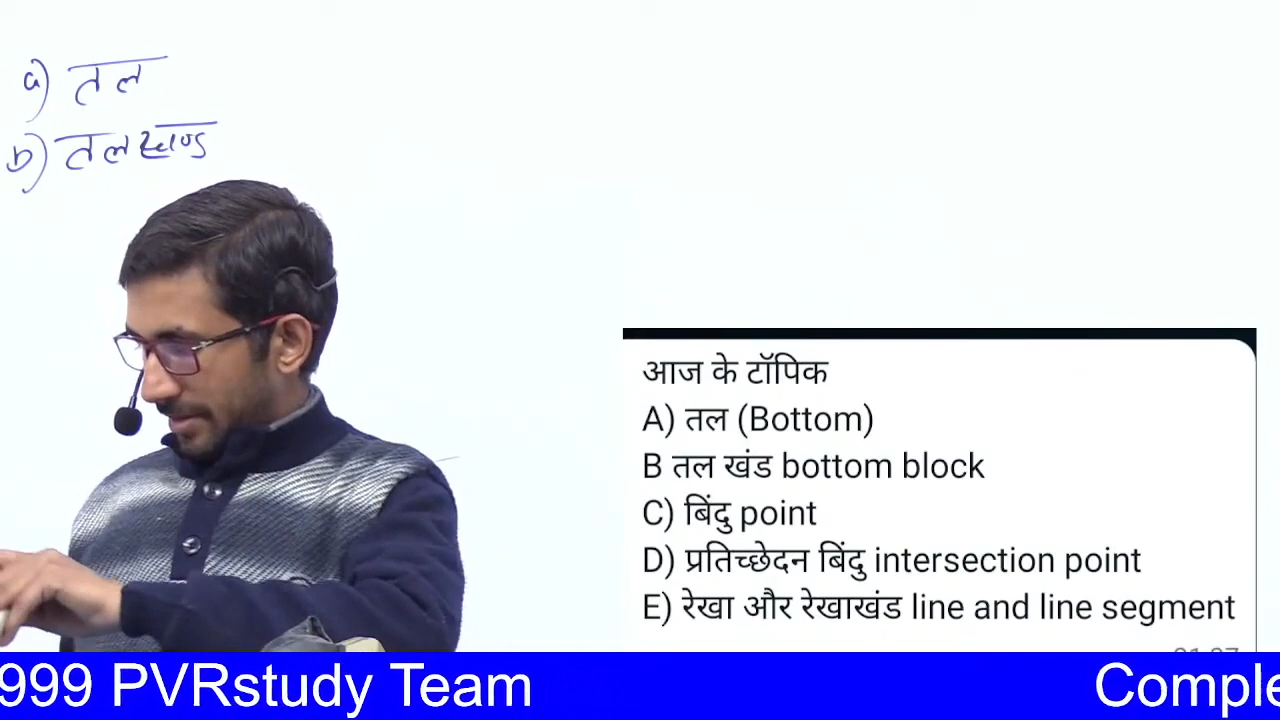 a) तल
b) तलखण्ड
आज के टॉपिक
A) तल (Bottom)
B तल खंड bottom block
C) बिंदु point
D) प्रतिच्छेदन बिंदु intersection point
E) रेखा और रेखाखंड line and line segment
999 PVRstudy Team
Comple